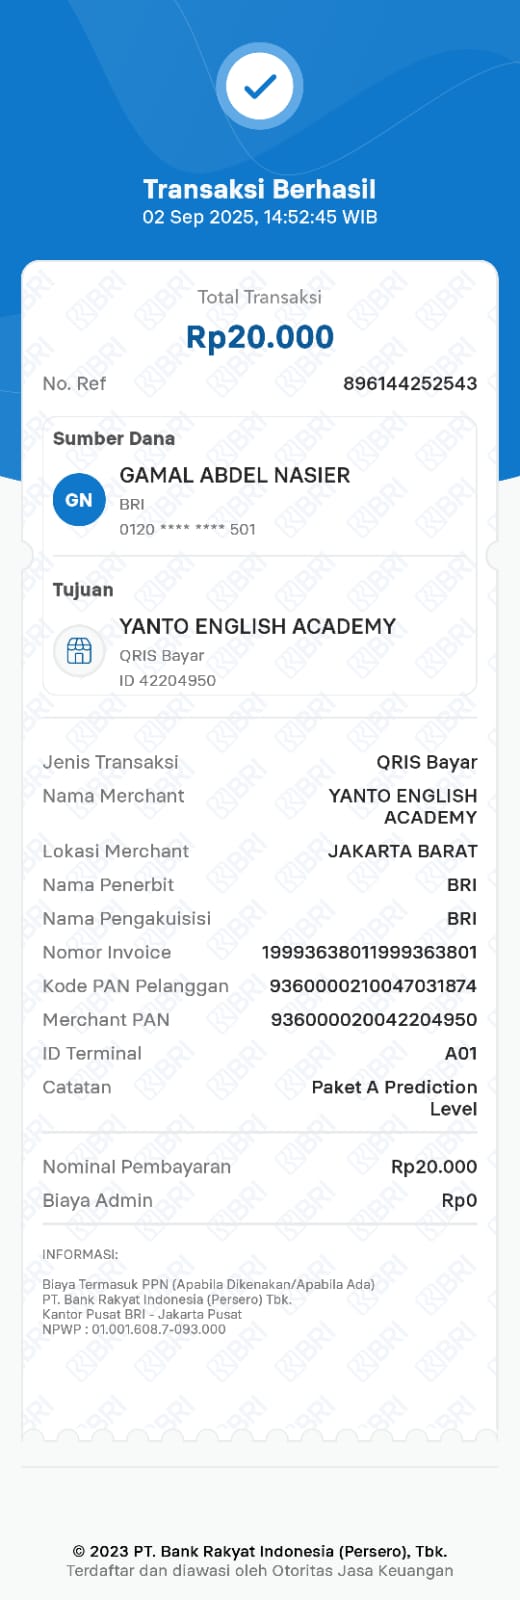 Transaksi Berhasil
02 Sep 2025, 14:52:45 WIB
Total Transaksi
Rp20.000
No. Ref 896144252543
Sumber Dana
GN
GAMAL ABDEL NASIER
BRI
0120 **** **** 501
Tujuan
YANTO ENGLISH ACADEMY
QRIS Bayar
ID 42204950
Jenis Transaksi QRIS Bayar
Nama Merchant YANTO ENGLISH
ACADEMY
Lokasi Merchant JAKARTA BARAT
Nama Penerbit BRI
Nama Pengakuisisi BRI
Nomor Invoice 19993638011999363801
Kode PAN Pelanggan 9360000210047031874
Merchant PAN 936000020042204950
ID Terminal A01
Catatan Paket A Prediction
Level
Nominal Pembayaran Rp20.000
Biaya Admin Rp0
INFORMASI:
Biaya Termasuk PPN (Apabila Dikenakan/Apabila Ada)
PT. Bank Rakyat Indonesia (Persero) Tbk.
Kantor Pusat BRI - Jakarta Pusat
NPWP : 01.001.608.7-093.000
© 2023 PT. Bank Rakyat Indonesia (Persero), Tbk.
Terdaftar dan diawasi oleh Otoritas Jasa Keuangan